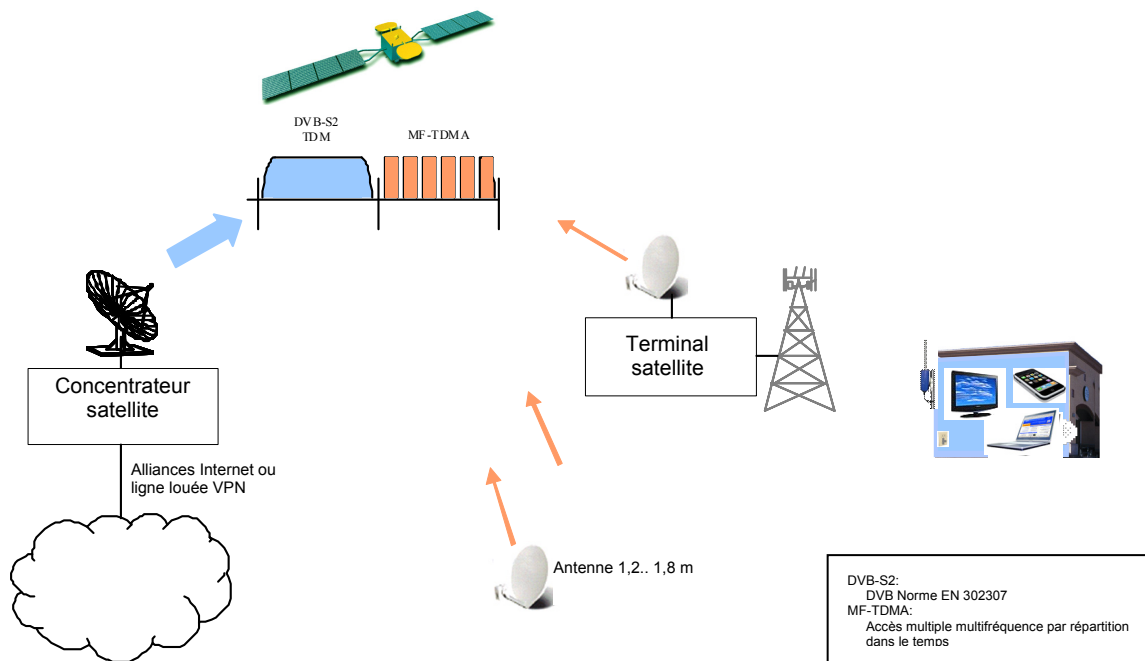 DVB-S2
TDM
MF-TDMA
Terminal
satellite
Concentrateur
satellite
Alliances Internet ou
ligne louée VPN
Antenne 1,2.. 1,8 m
DVB-S2:
DVB Norme EN 302307
MF-TDMA:
Accès multiple multifréquence par répartition
dans le temps